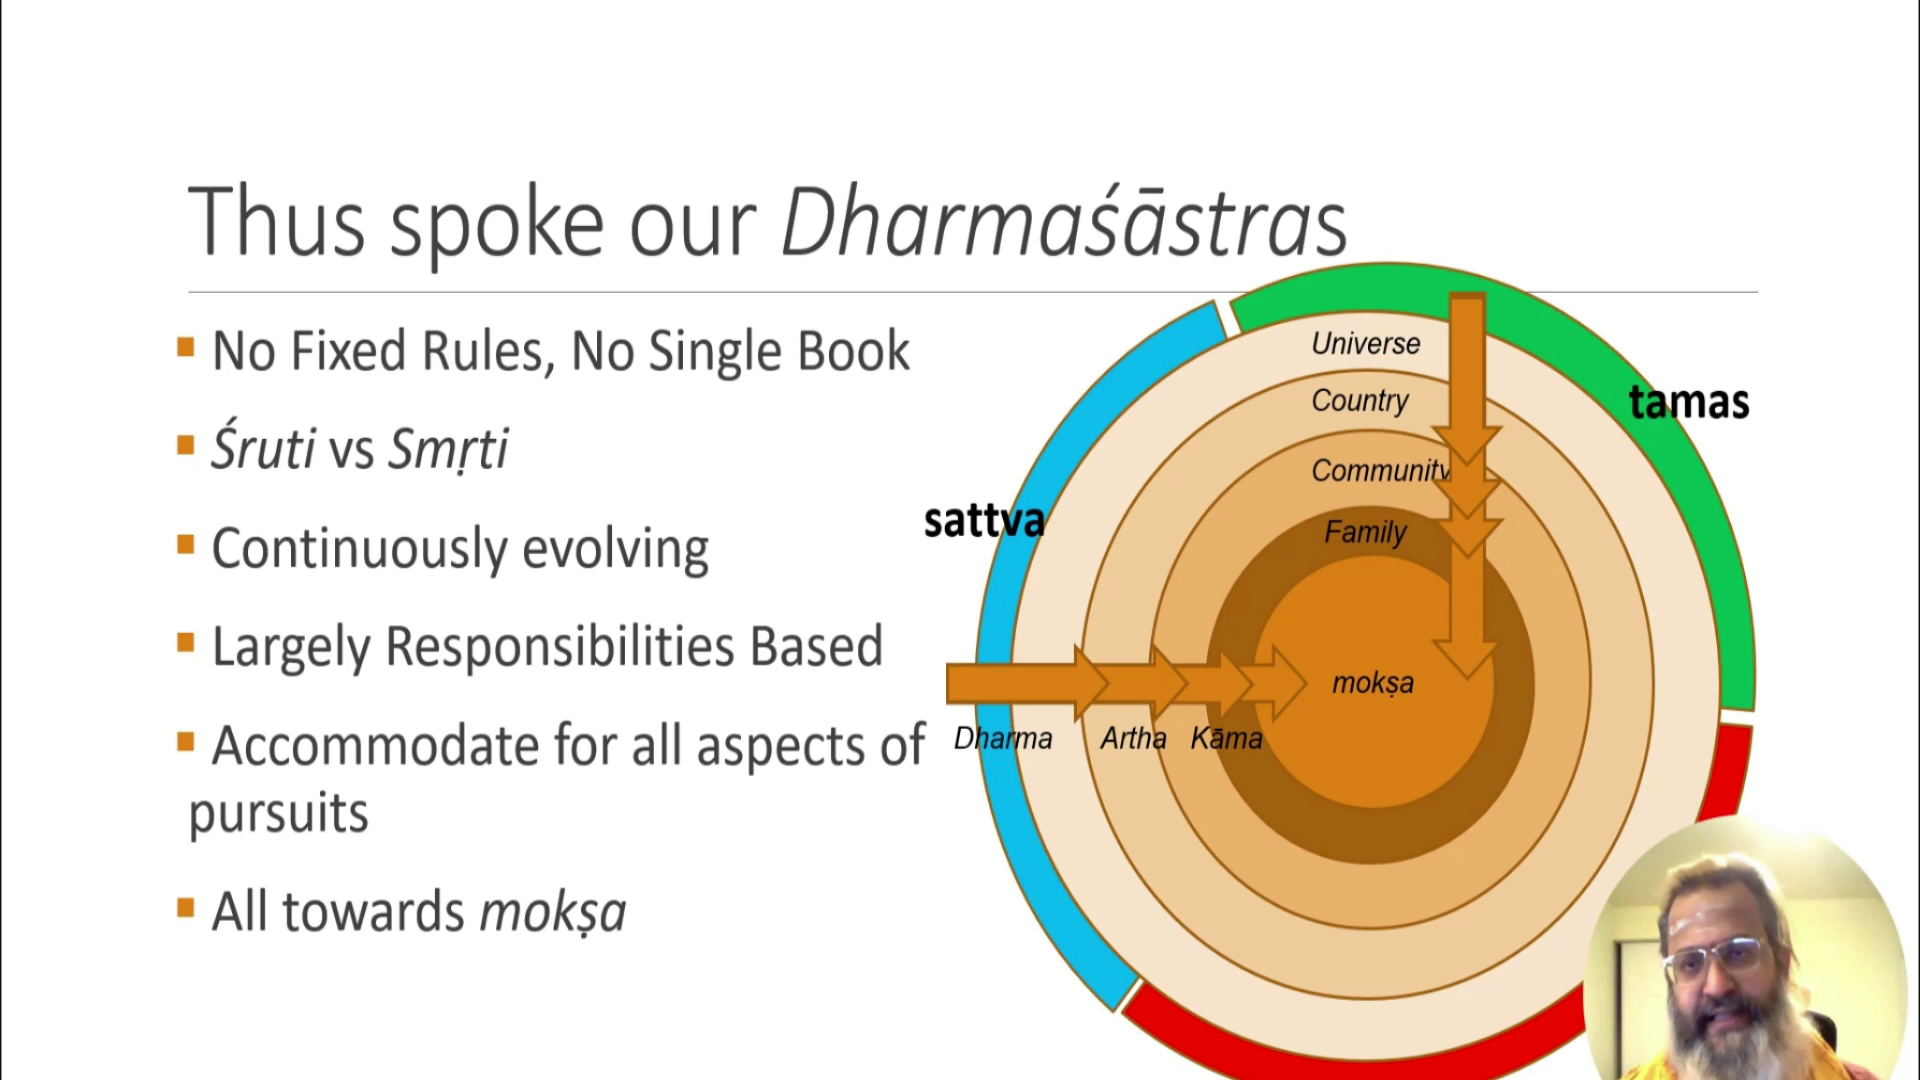 Thus spoke our Dharmaśāstras
No Fixed Rules, No Single Book
Śruti vs Smṛti
Continuously evolving
Largely Responsibilities Based
Accommodate for all aspects of
pursuits
All towards mokṣa
Universe
Country
Community
Family
mokṣa
tamas
sattva
Dharma
Artha
Kāma